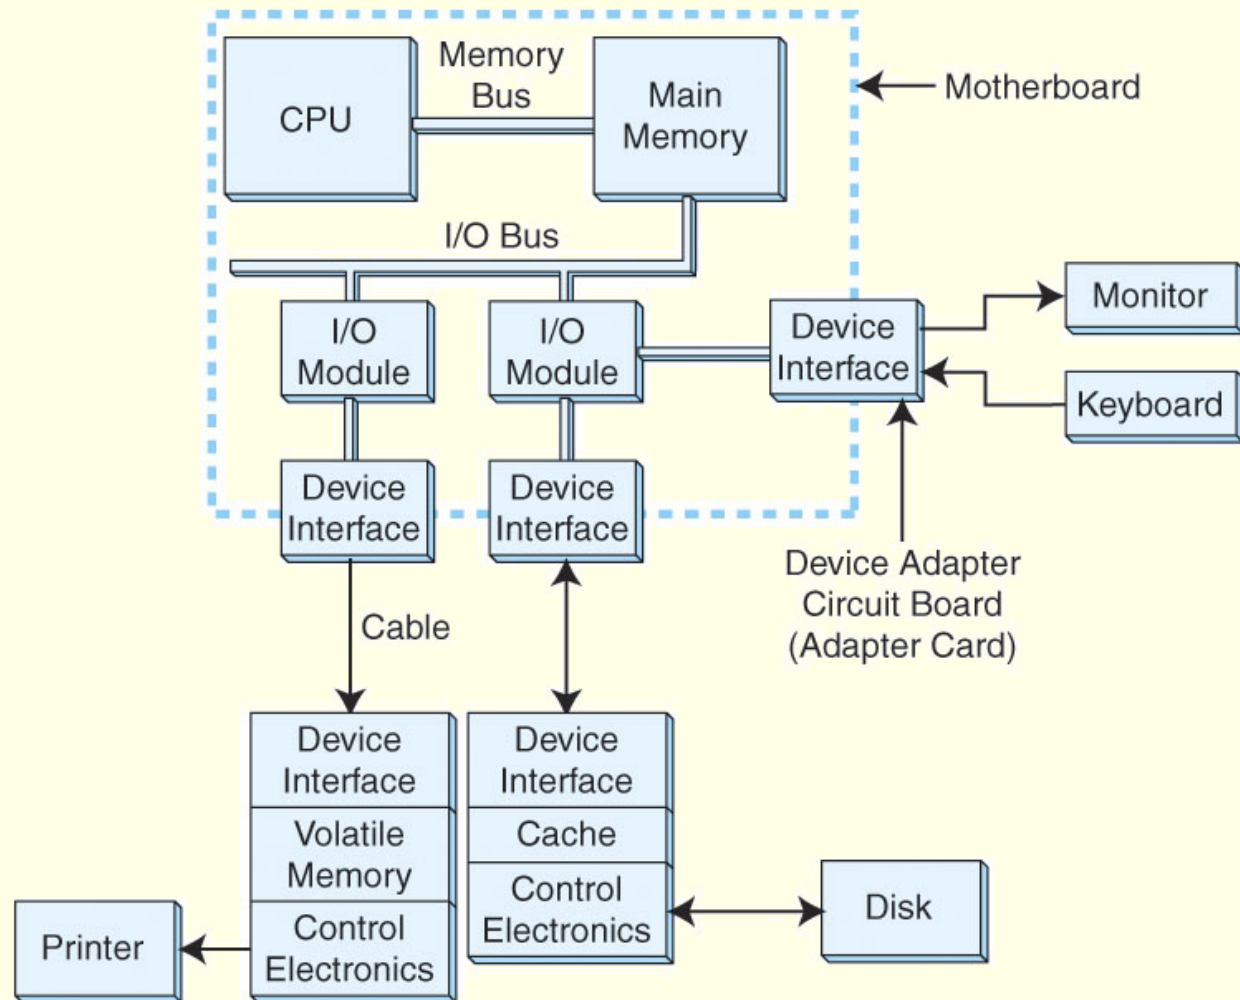 Memory
Bus
CPU
Main
Memory
Motherboard
I/O Bus
I/O
Module
I/O
Module
Device
Interface
Monitor
Keyboard
Device
Interface
Device
Interface
Device Adapter
Circuit Board
(Adapter Card)
Cable
Device
Interface
Volatile
Memory
Control
Electronics
Device
Interface
Cache
Control
Electronics
Disk
Printer